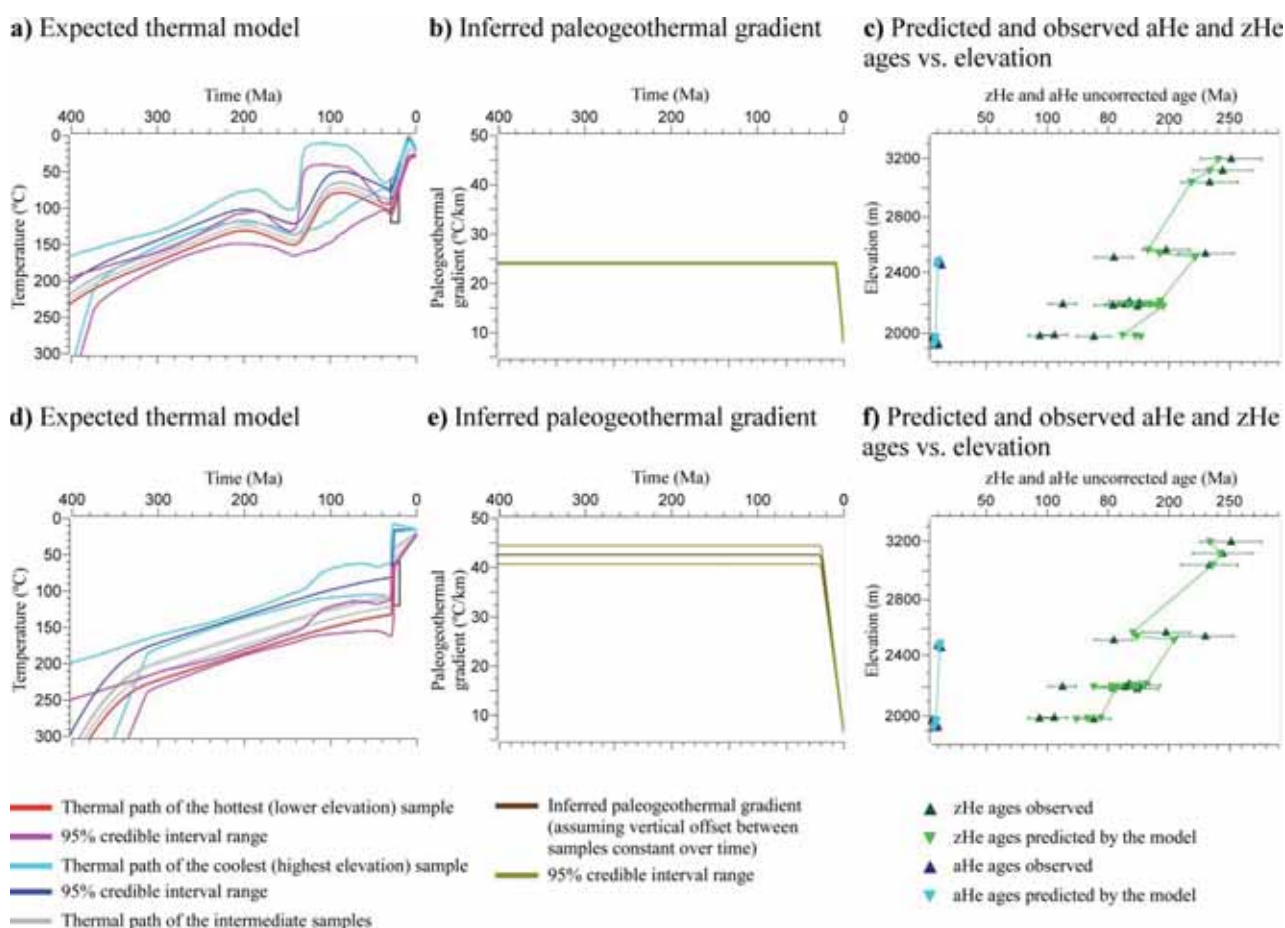 a) Expected thermal model
b) Inferred paleogeothermal gradient
c) Predicted and observed aHe and zHe
ages vs. elevation
Time (Ma)
400 300 200 100 0
0
50
100
150
200
250
300
Temperature (°C)
Time (Ma)
400 300 200 100 0
50
40
30
20
10
Paleogeothermal
gradient (°C/km)
zHe and aHe uncorrected age (Ma)
50 100 80 200 250
3200
2800
2400
2000
Elevation (m)
d) Expected thermal model
e) Inferred paleogeothermal gradient
f) Predicted and observed aHe and zHe
ages vs. elevation
Time (Ma)
400 300 200 100 0
0
50
100
150
200
250
300
Temperature (°C)
Time (Ma)
400 300 200 100 0
50
40
30
20
10
Paleogeothermal
gradient (°C/km)
zHe and aHe uncorrected age (Ma)
50 100 80 200 250
3200
2800
2400
2000
Elevation (m)
Thermal path of the hottest (lower elevation) sample
95% credible interval range
Thermal path of the coolest (highest elevation) sample
95% credible interval range
Thermal path of the intermediate samples
Inferred paleogeothermal gradient
(assuming vertical offset between
samples constant over time)
95% credible interval range
zHe ages observed
zHe ages predicted by the model
aHe ages observed
aHe ages predicted by the model